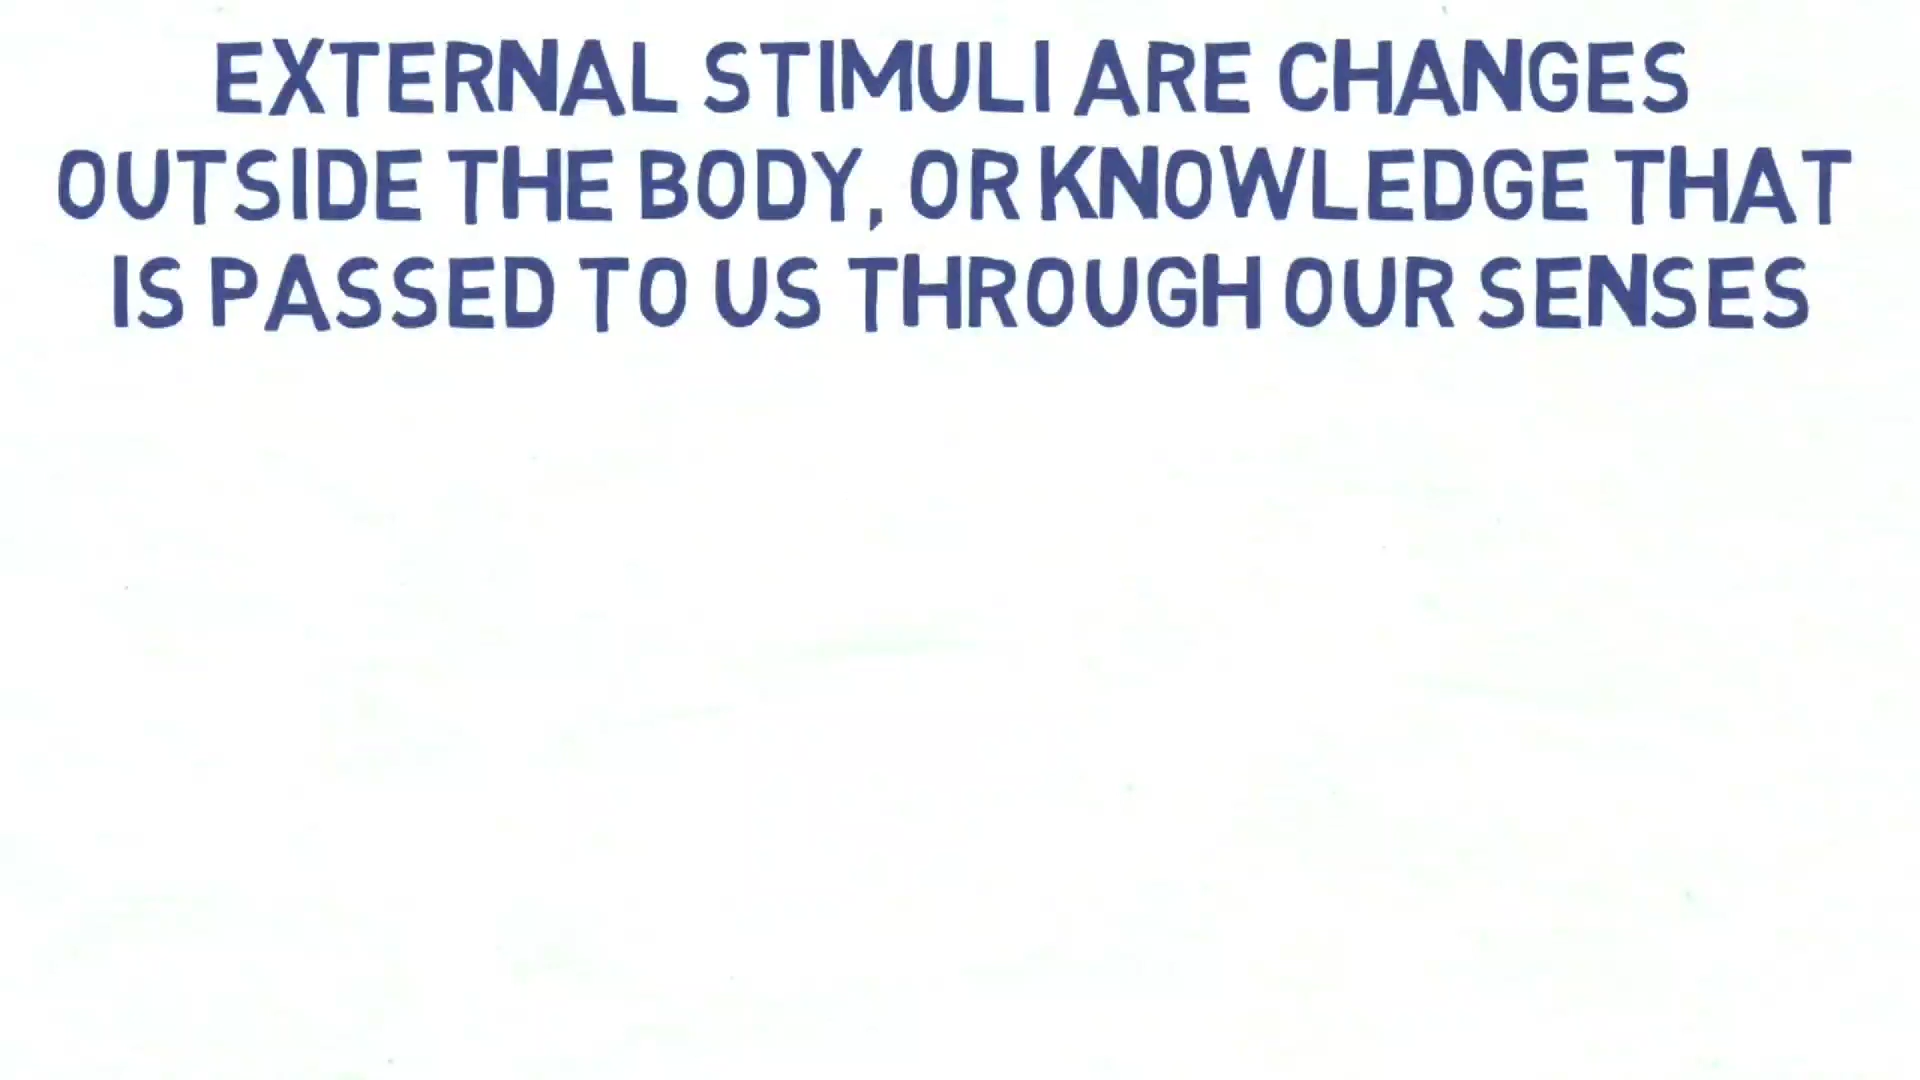 EXTERNAL STIMULI ARE CHANGES
OUTSIDE THE BODY, OR KNOWLEDGE THAT
IS PASSED TO US THROUGH OUR SENSES